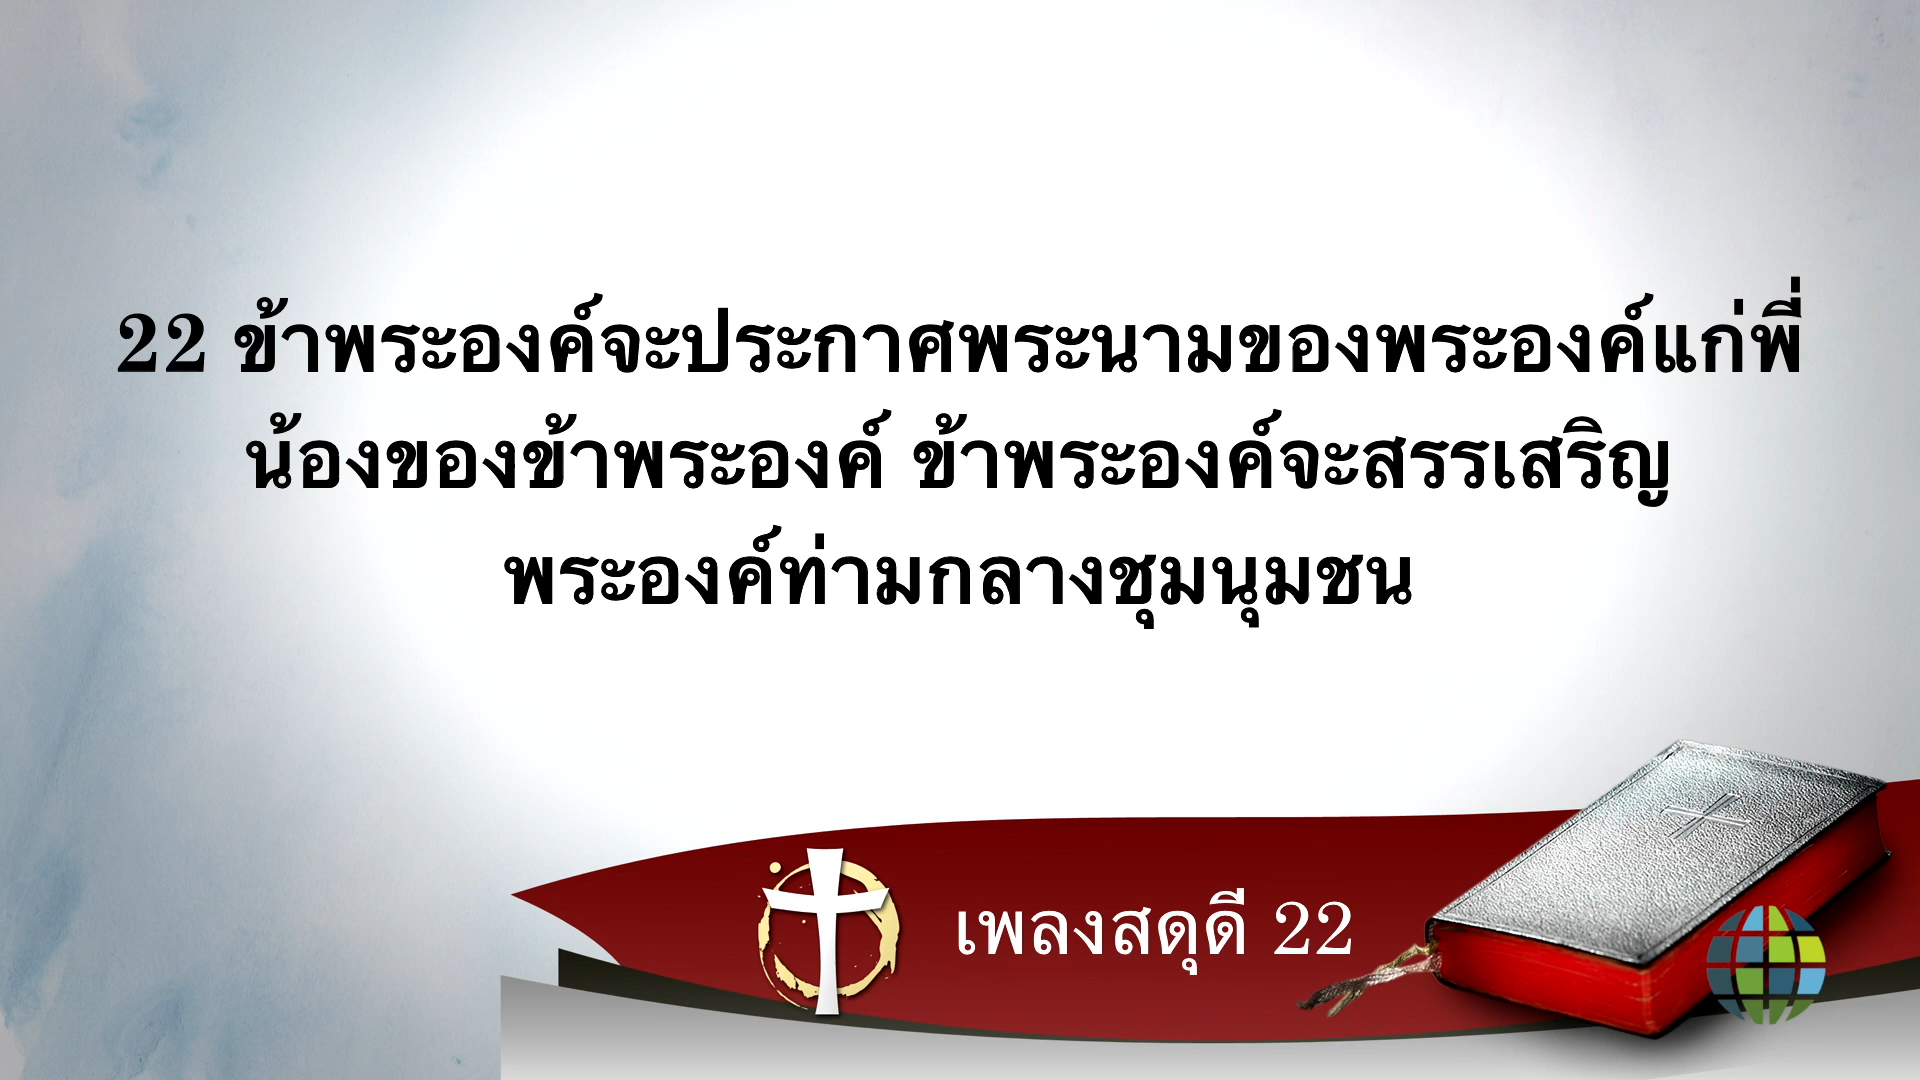 22 ข้าพระองค์จะประกาศพระนามของพระองค์แก่พี่
น้องของข้าพระองค์ ข้าพระองค์จะสรรเสริญ
พระองค์ท่ามกลางชุมนุมชน
เพลงสดุดี 22